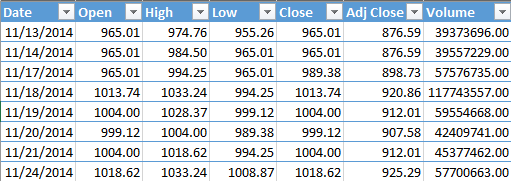 Date Open High Low Close Adj Close Volume
11/13/2014 965.01 974.76 955.26 965.01 876.59 39373696.00
11/14/2014 965.01 984.50 965.01 965.01 876.59 39557229.00
11/17/2014 965.01 994.25 965.01 989.38 898.73 57576735.00
11/18/2014 1013.74 1033.24 994.25 1013.74 920.86 117743557.00
11/19/2014 1004.00 1028.37 999.12 1004.00 912.01 59554668.00
11/20/2014 999.12 1004.00 989.38 999.12 907.58 42409741.00
11/21/2014 1004.00 1018.62 994.25 1004.00 912.01 45377462.00
11/24/2014 1018.62 1033.24 1008.87 1018.62 925.29 57700663.00